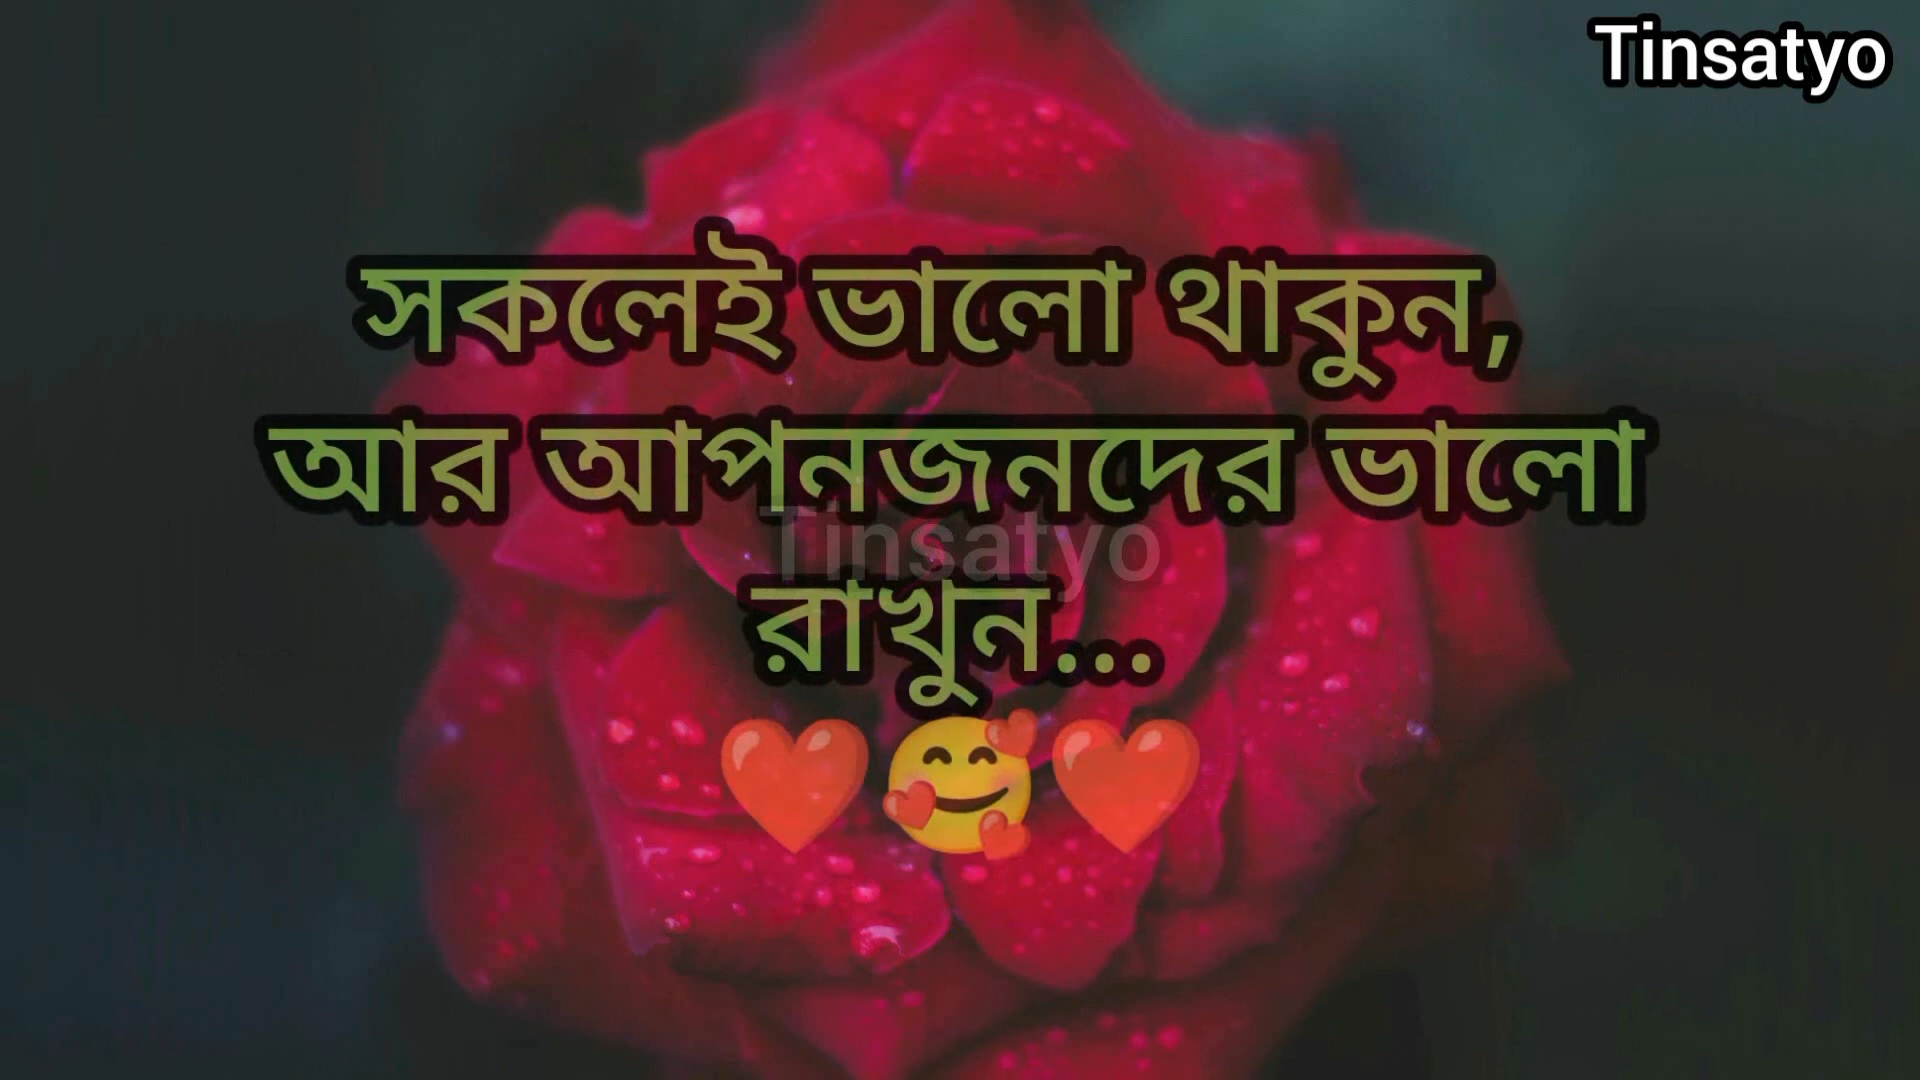 Tinsatyo
সকলেই ভালো থাকুন,
আর আপনজনদের ভালো
Tinsatyo
রাখুন...
❤️🥰❤️